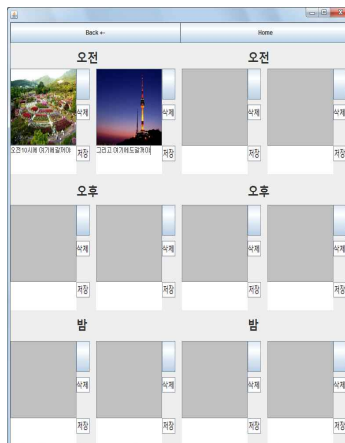 Back ←
Home
오전
오전
삭제
삭제
삭제
삭제
오전10시에 여기에갈꺼야
저장
그리고 여기에도갈꺼야
저장
저장
저장
오후
오후
삭제
삭제
삭제
삭제
저장
저장
저장
저장
밤
밤
삭제
삭제
삭제
삭제
저장
저장
저장
저장